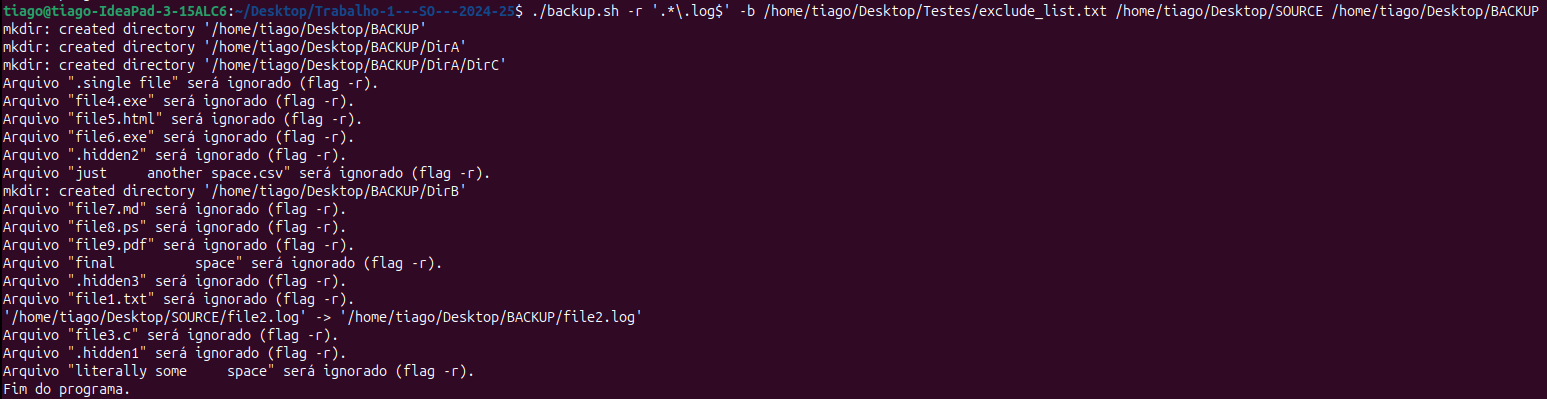 tiago@tiago-IdeaPad-3-15ALC6:~/Desktop/Trabalho-1---SO---2024-25$ ./backup.sh -r '.*\.log$' -b /home/tiago/Desktop/Testes/exclude_list.txt /home/tiago/Desktop/SOURCE /home/tiago/Desktop/BACKUP
mkdir: created directory '/home/tiago/Desktop/BACKUP'
mkdir: created directory '/home/tiago/Desktop/BACKUP/DirA'
mkdir: created directory '/home/tiago/Desktop/BACKUP/DirA/DirC'
Arquivo ".single file" será ignorado (flag -r).
Arquivo "file4.exe" será ignorado (flag -r).
Arquivo "file5.html" será ignorado (flag -r).
Arquivo "file6.exe" será ignorado (flag -r).
Arquivo ".hidden2" será ignorado (flag -r).
Arquivo "just     another space.csv" será ignorado (flag -r).
mkdir: created directory '/home/tiago/Desktop/BACKUP/DirB'
Arquivo "file7.md" será ignorado (flag -r).
Arquivo "file8.ps" será ignorado (flag -r).
Arquivo "file9.pdf" será ignorado (flag -r).
Arquivo "final          space" será ignorado (flag -r).
Arquivo ".hidden3" será ignorado (flag -r).
Arquivo "file1.txt" será ignorado (flag -r).
'/home/tiago/Desktop/SOURCE/file2.log' -> '/home/tiago/Desktop/BACKUP/file2.log'
Arquivo "file3.c" será ignorado (flag -r).
Arquivo ".hidden1" será ignorado (flag -r).
Arquivo "literally some     space" será ignorado (flag -r).
Fim do programa.